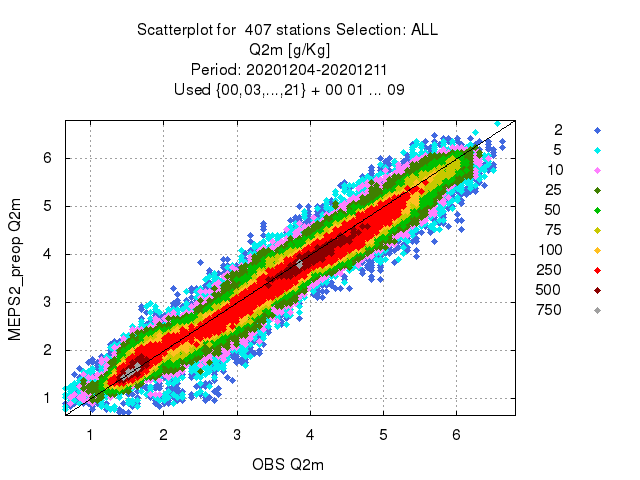 Scatterplot for 407 stations Selection: ALL
Q2m [g/Kg]
Period: 20201204-20201211
Used {00,03,...,21} + 00 01 ... 09
MEPS2_preop Q2m
6
5
4
3
2
1
1 2 3 4 5 6
OBS Q2m
2
5
10
25
50
75
100
250
500
750